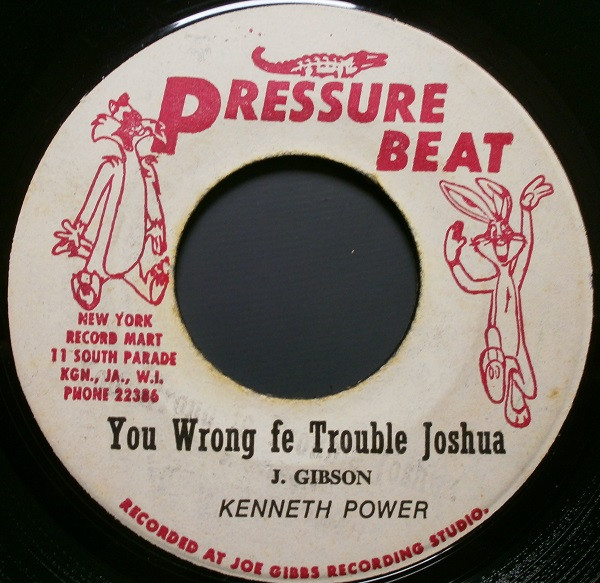 PRESSURE
BEAT
NEW YORK
RECORD MART
11 SOUTH PARADE
KGN., JA., W.I.
PHONE 22386
You Wrong fe Trouble Joshua
J. GIBSON
KENNETH POWER
RECORDED AT JOE GIBBS RECORDING STUDIO.